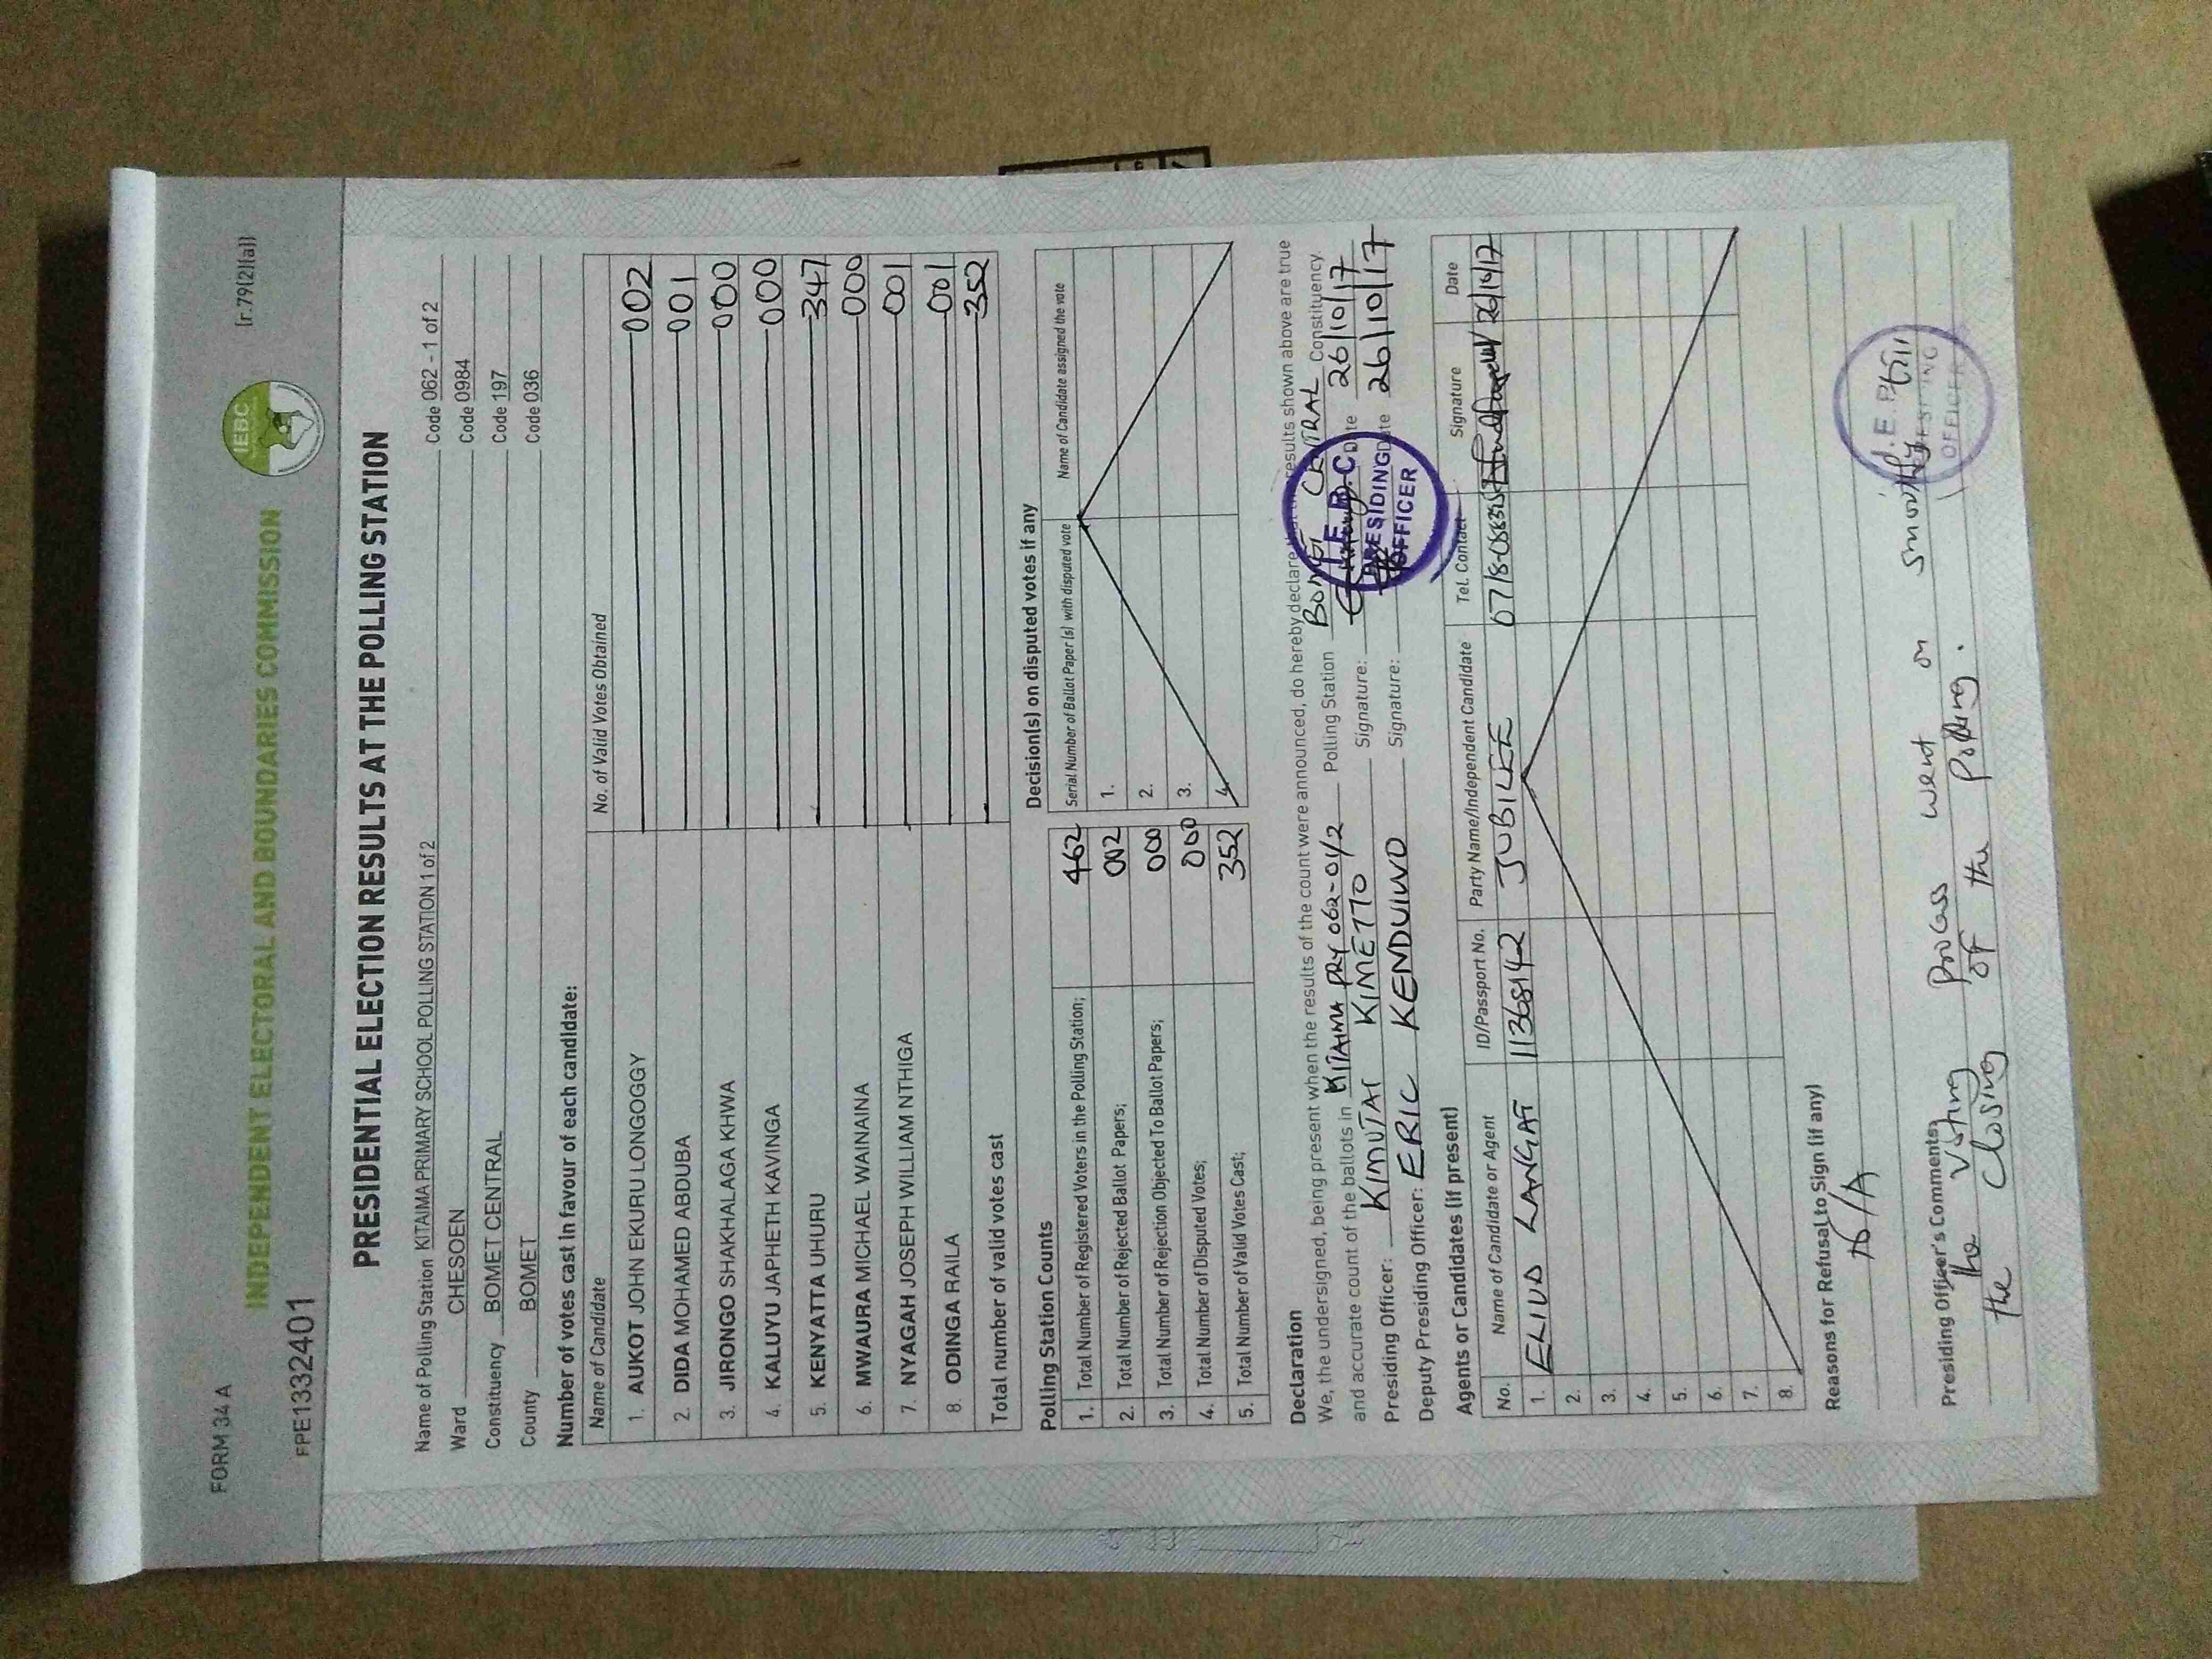 FORM 34 A
[r.79(2)(a)]
IEBC
INDEPENDENT ELECTORAL AND BOUNDARIES COMMISSION
FPE1332401
PRESIDENTIAL ELECTION RESULTS AT THE POLLING STATION
Name of Polling Station KITAIMA PRIMARY SCHOOL POLLING STATION 1 of 2 Code 062 - 1 of 2
Ward CHESOEN Code 0984
Constituency BOMET CENTRAL Code 197
County BOMET Code 036
Number of votes cast in favour of each candidate:
Name of Candidate No. of Valid Votes Obtained
1. AUKOT JOHN EKURU LONGOGGY 002
2. DIDA MOHAMED ABDUBA 001
3. JIRONGO SHAKHALAGA KHWA 000
4. KALUYU JAPHETH KAVINGA 000
5. KENYATTA UHURU 347
6. MWAURA MICHAEL WAINAINA 000
7. NYAGAH JOSEPH WILLIAM NTHIGA 001
8. ODINGA RAILA 001
Total number of valid votes cast 352
Polling Station Counts
1. Total Number of Registered Voters in the Polling Station; 462
2. Total Number of Rejected Ballot Papers; 002
3. Total Number of Rejection Objected To Ballot Papers; 000
4. Total Number of Disputed Votes; 000
5. Total Number of Valid Votes Cast; 352
Decision(s) on disputed votes if any
Serial Number of Ballot Paper (s) with disputed vote Name of Candidate assigned the vote
1.
2.
3.
4.
Declaration
We, the undersigned, being present when the results of the count were announced, do hereby declare that the results shown above are true
and accurate count of the ballots in KITAIMA PRY 062-01/2 Polling Station BOMET CENTRAL Constituency.
Presiding Officer: KIMUTAI KIMETTO Signature: Date 26/10/17
Deputy Presiding Officer: ERIC KENDUIWO Signature: Date 26/10/17
I.E.B.C.
PRESIDING
OFFICER
Agents or Candidates (if present)
No. Name of Candidate or Agent ID/Passport No. Party Name/Independent Candidate Tel. Contact Signature Date
1. ELIUD LANGAT 11368142 JUBILEE 26/10/17
2.
3.
4.
5.
6.
7.
8.
Reasons for Refusal to Sign (if any)
N/A
Presiding Officer's Comments;
The voting process went on smoothly till
the closing of the polling.
PRESIDING
OFFICER